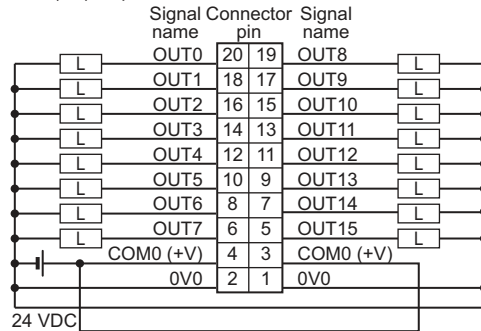 Signal name Connector pin Signal name
L OUT0 20 19 OUT8 L
L OUT1 18 17 OUT9 L
L OUT2 16 15 OUT10 L
L OUT3 14 13 OUT11 L
L OUT4 12 11 OUT12 L
L OUT5 10 9 OUT13 L
L OUT6 8 7 OUT14 L
L OUT7 6 5 OUT15 L
COM0 (+V) 4 3 COM0 (+V)
0V0 2 1 0V0
24 VDC